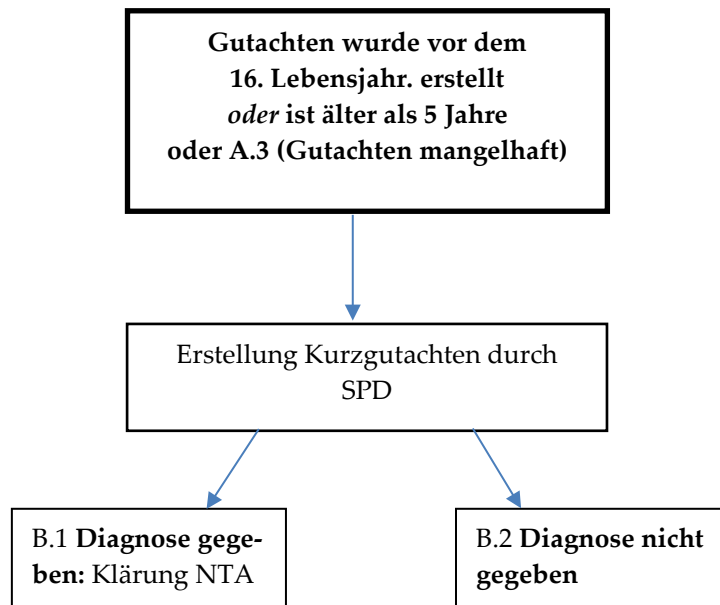 Gutachten wurde vor dem
16. Lebensjahr. erstellt
oder ist älter als 5 Jahre
oder A.3 (Gutachten mangelhaft)
Erstellung Kurzgutachten durch
SPD
B.1 Diagnose gege-
ben: Klärung NTA
B.2 Diagnose nicht
gegeben